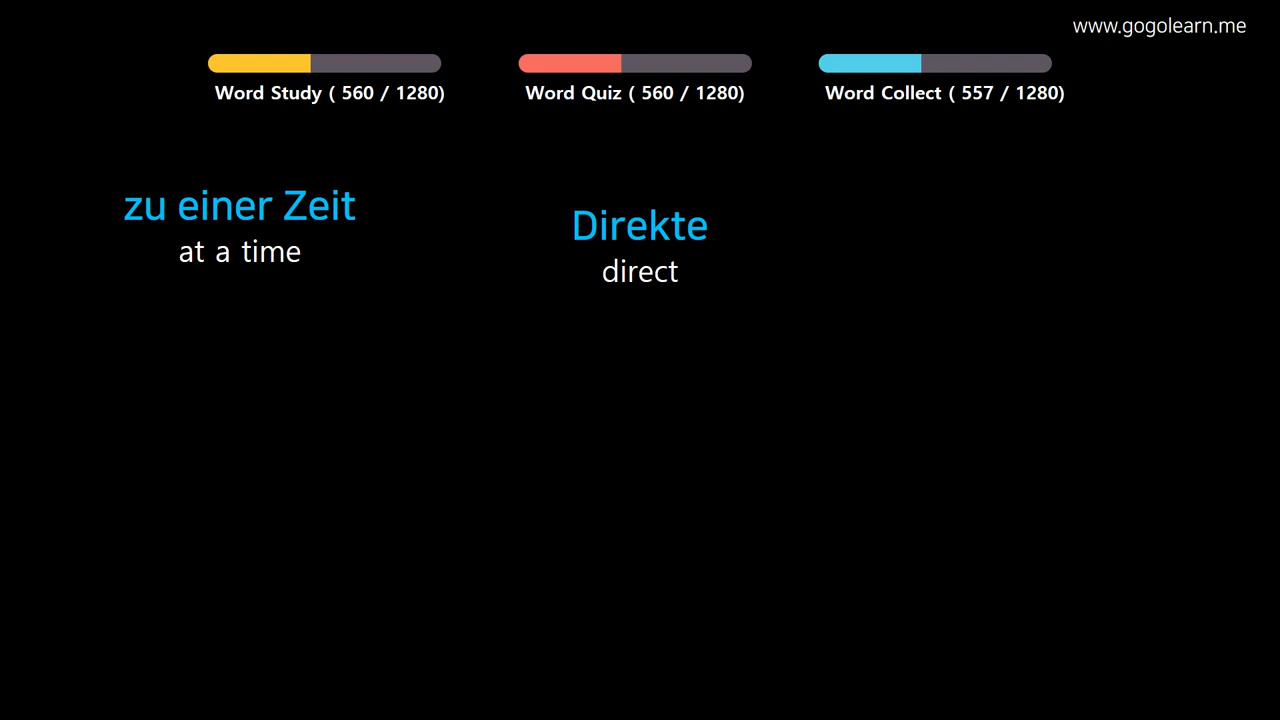 www.gogolearn.me
Word Study ( 560 / 1280)
Word Quiz ( 560 / 1280)
Word Collect ( 557 / 1280)
zu einer Zeit
at a time
Direkte
direct